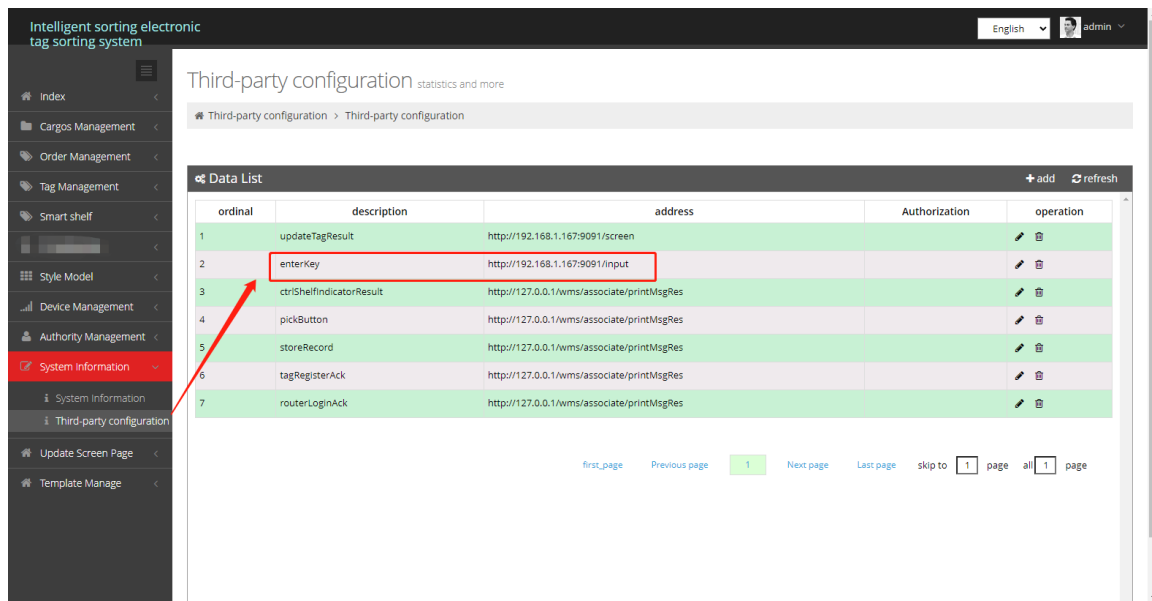 Intelligent sorting electronic
tag sorting system
English
admin
Index
Cargos Management
Order Management
Tag Management
Smart shelf
Style Model
Device Management
Authority Management
System Information
System Information
Third-party configuration
Update Screen Page
Template Manage
Third-party configuration statistics and more
Third-party configuration > Third-party configuration
Data List
add refresh
ordinal description address Authorization operation
1 updateTagResult http://192.168.1.167:9091/screen
2 enterKey http://192.168.1.167:9091/input
3 ctrlShelfIndicatorResult http://127.0.0.1/wms/associate/printMsgRes
4 pickButton http://127.0.0.1/wms/associate/printMsgRes
5 storeRecord http://127.0.0.1/wms/associate/printMsgRes
6 tagRegisterAck http://127.0.0.1/wms/associate/printMsgRes
7 routerLoginAck http://127.0.0.1/wms/associate/printMsgRes
first_page Previous page 1 Next page Last page skip to 1 page all 1 page